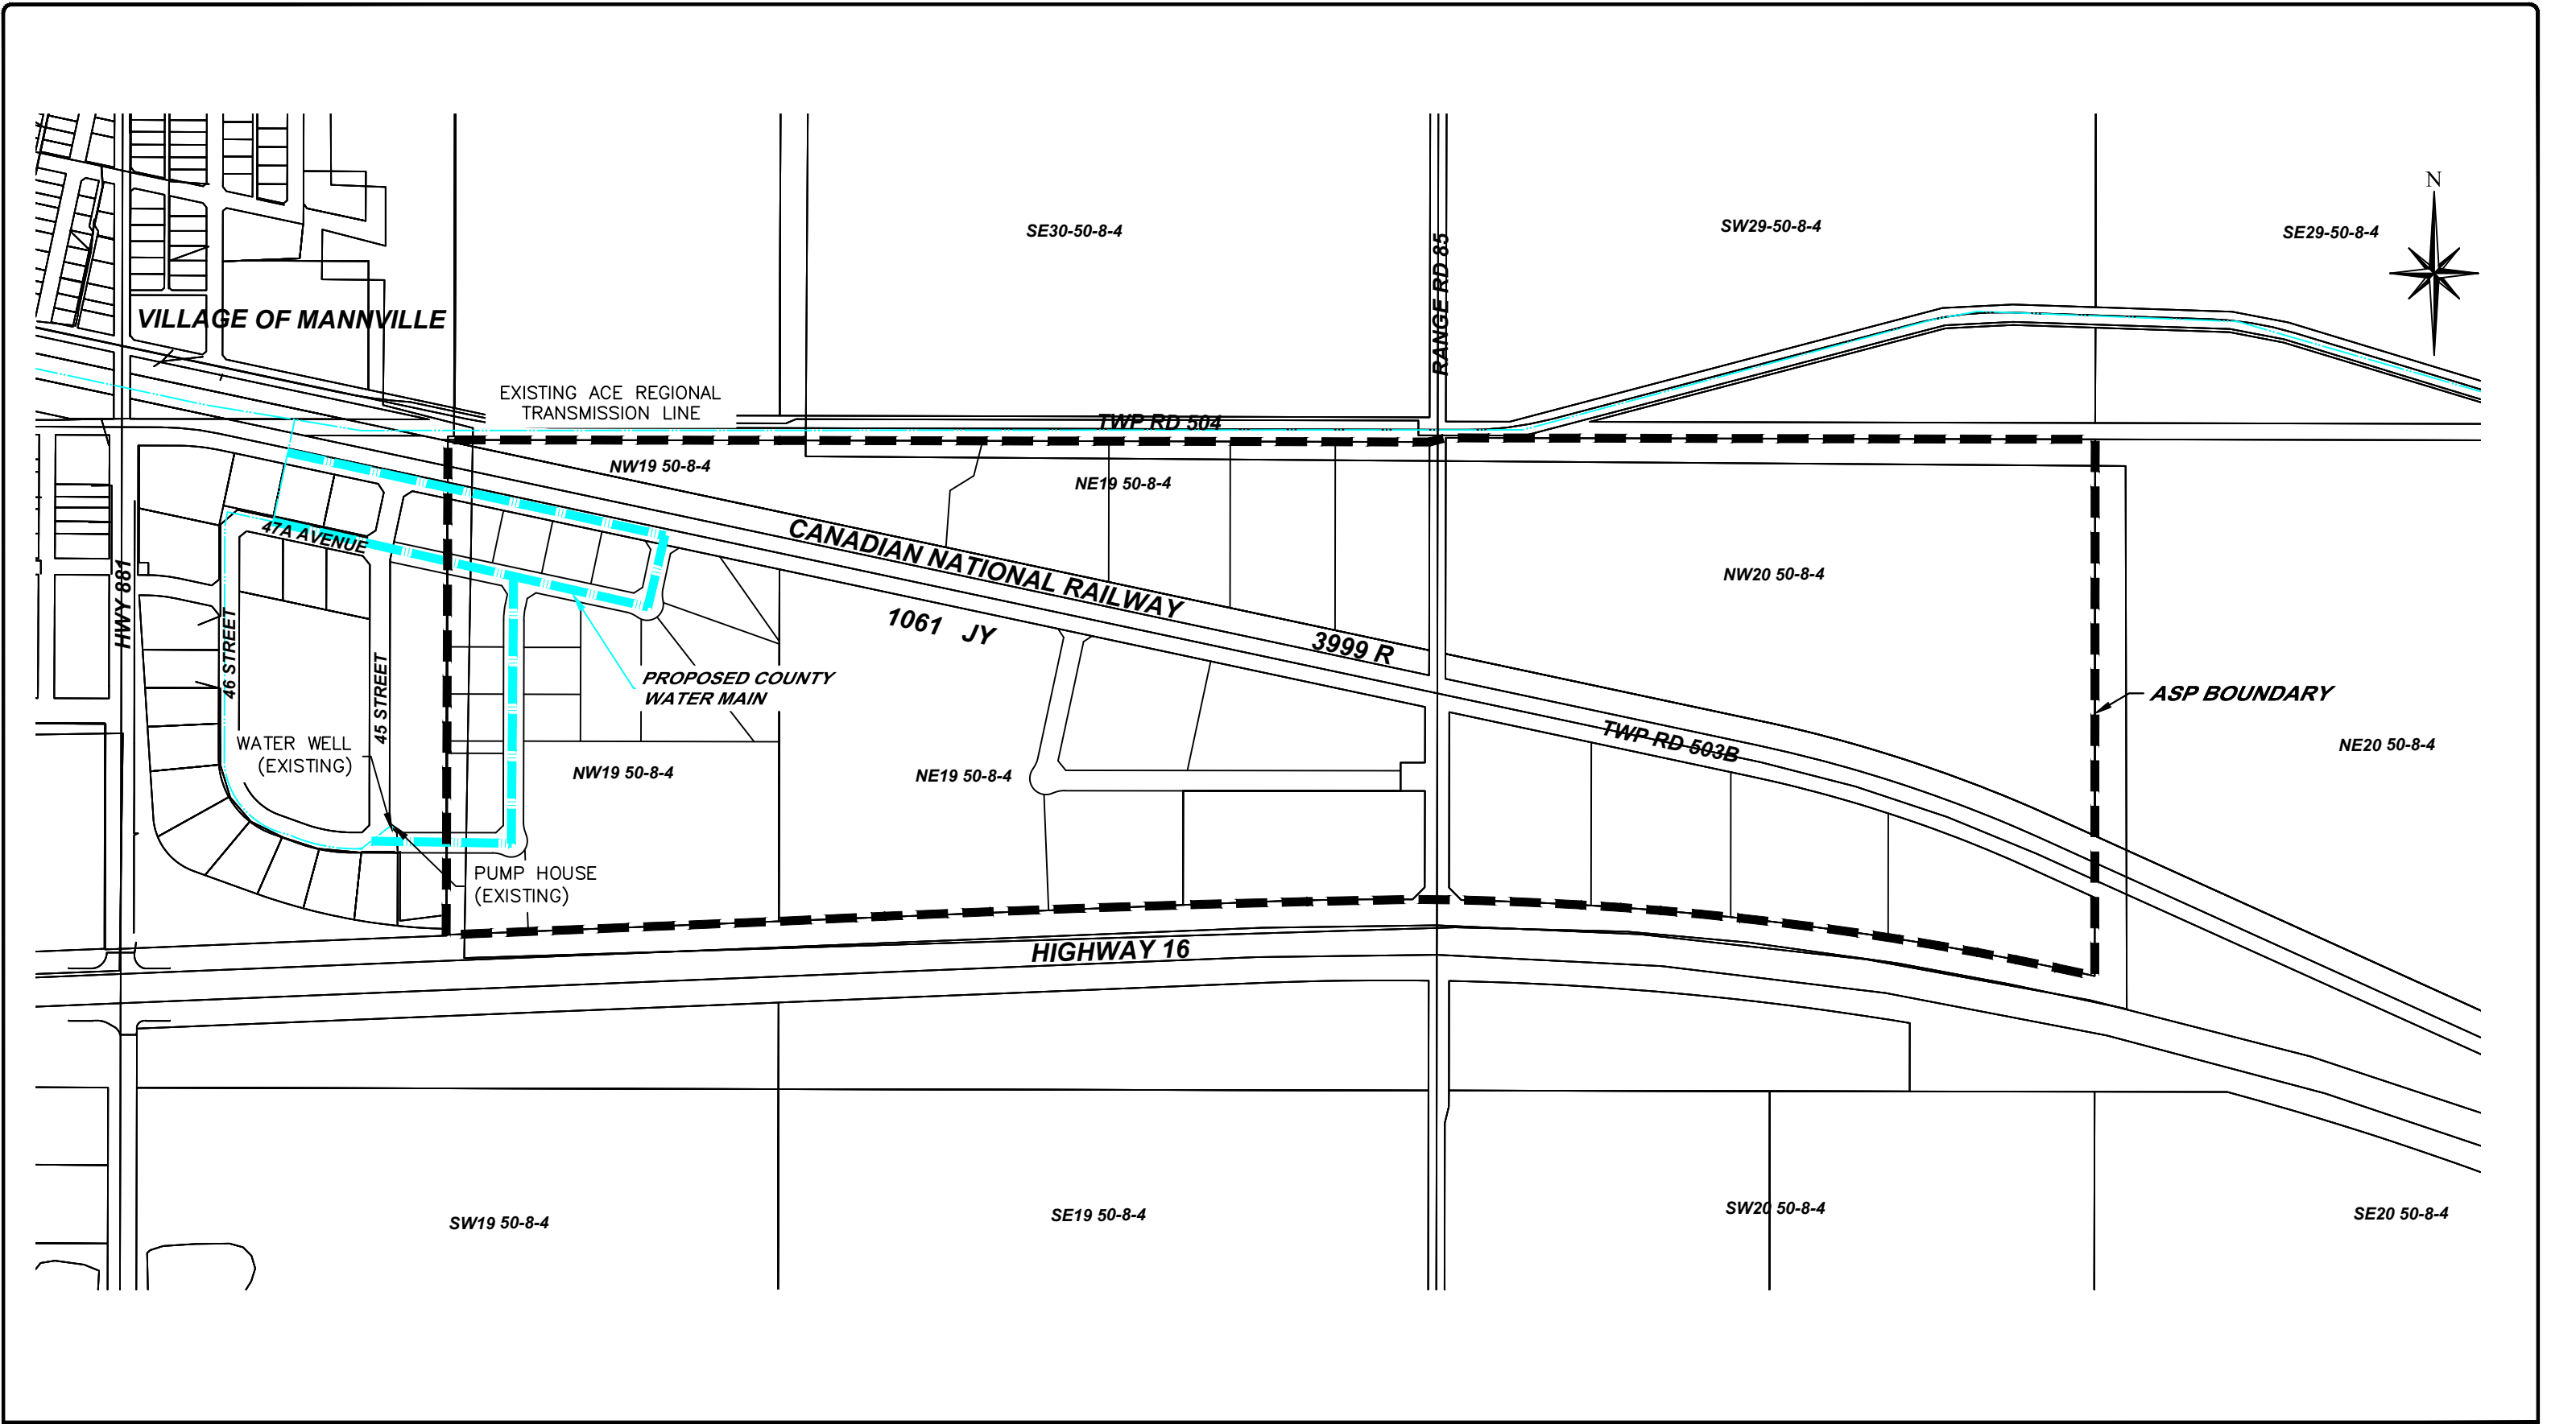 N
SE30-50-8-4
SW29-50-8-4
SE29-50-8-4
RANGE RD 85
VILLAGE OF MANNVILLE
EXISTING ACE REGIONAL
TRANSMISSION LINE
TWP RD 504
NW19 50-8-4
NE19 50-8-4
47A AVENUE
CANADIAN NATIONAL RAILWAY
NW20 50-8-4
HWY 881
1061 JY
3999 R
46 STREET
45 STREET
PROPOSED COUNTY
WATER MAIN
ASP BOUNDARY
TWP RD 503B
WATER WELL
(EXISTING)
NW19 50-8-4
NE19 50-8-4
NE20 50-8-4
PUMP HOUSE
(EXISTING)
HIGHWAY 16
SW19 50-8-4
SE19 50-8-4
SW20 50-8-4
SE20 50-8-4